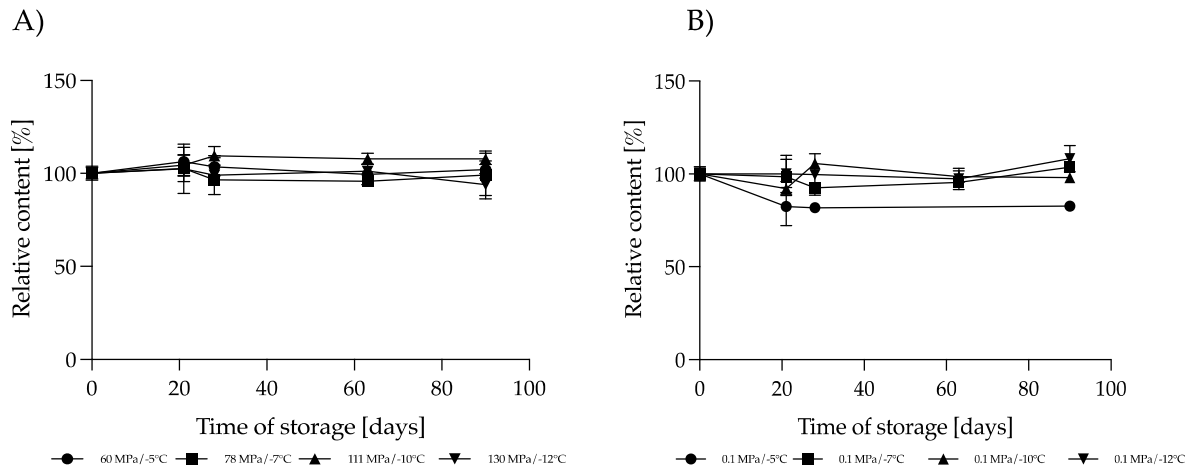 A)
150
100
50
0
Relative content [%]
0 20 40 60 80 100
Time of storage [days]
60 MPa/-5°C 78 MPa/-7°C 111 MPa/-10°C 130 MPa/-12°C
B)
150
100
50
0
Relative content [%]
0 20 40 60 80 100
Time of storage [days]
0.1 MPa/-5°C 0.1 MPa/-7°C 0.1 MPa/-10°C 0.1 MPa/-12°C